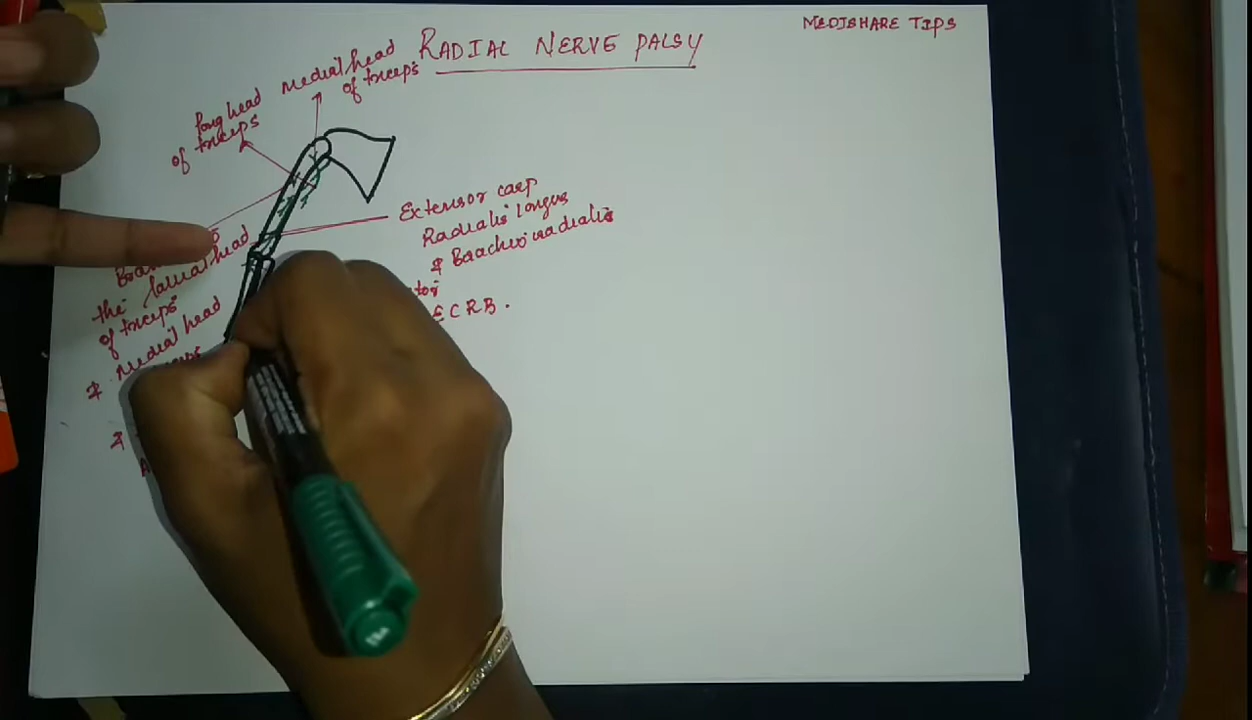 RADIAL NERVE PALSY
MEDISHARE TIPS
medial head
of triceps
long head
of triceps
Extensor carp
Radialis longus
& Brachioradialis
the lateral head
of triceps
& medial head
ECRB.
&